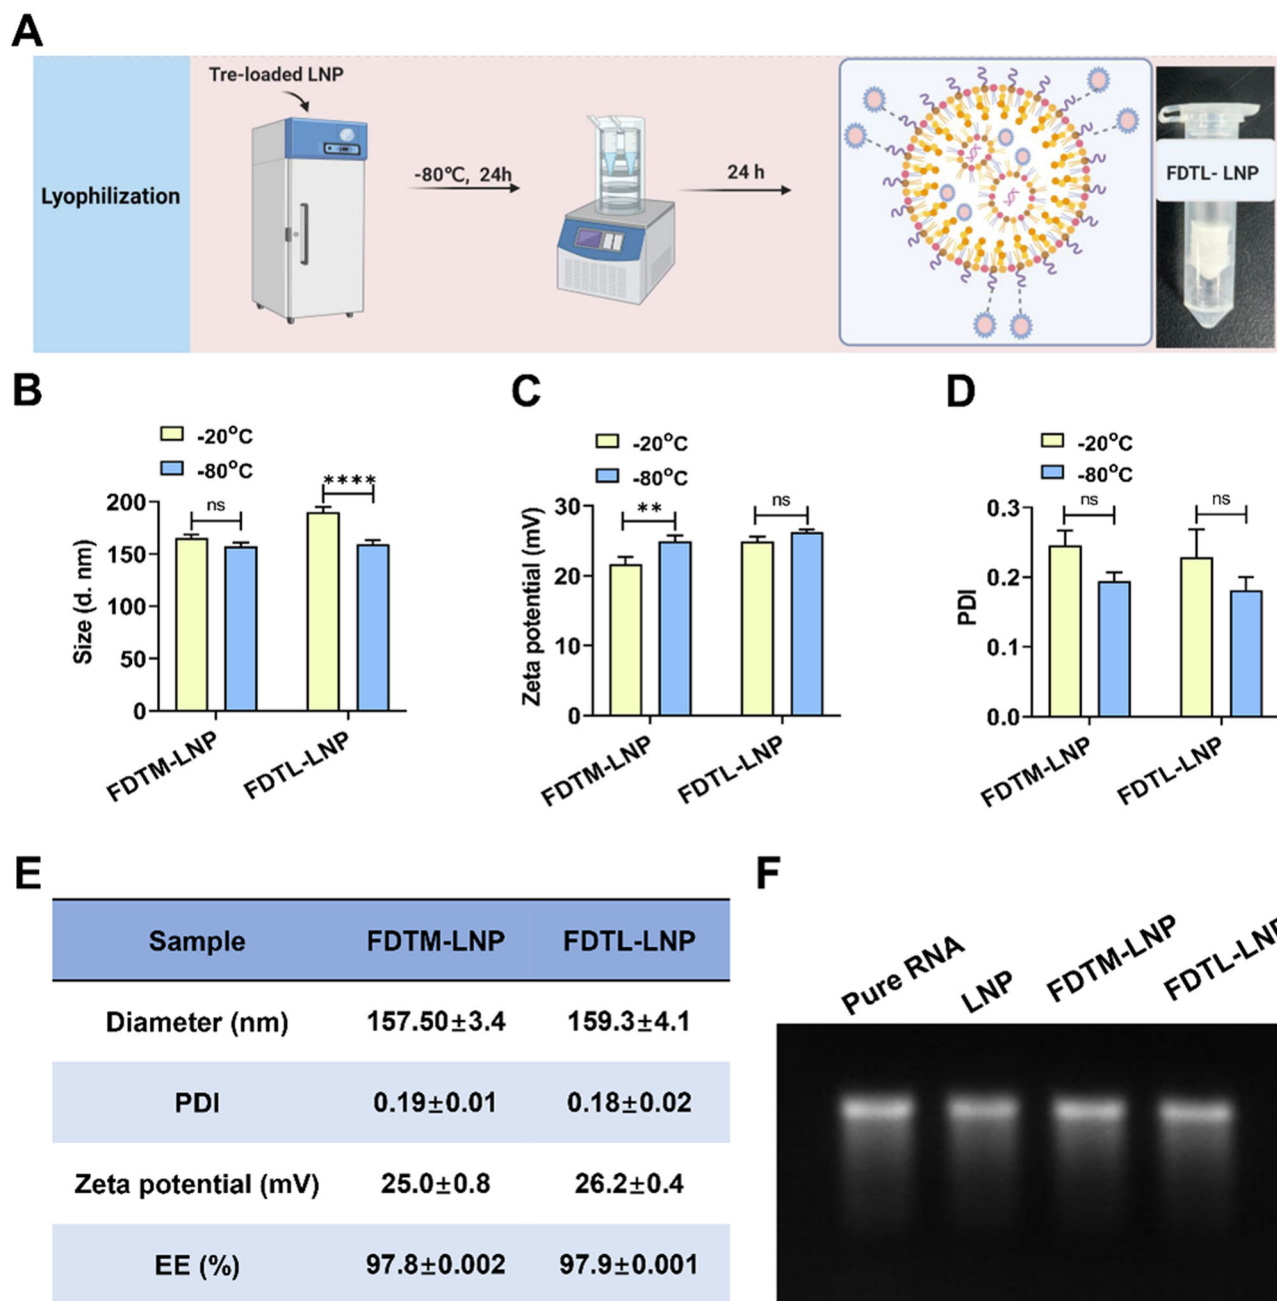 A
Tre-loaded LNP
Lyophilization
-80℃, 24h
24 h
FDTL- LNP
B
-20°C
-80°C
ns
****
Size (d. nm)
200
150
100
50
0
FDTM-LNP
FDTL-LNP
C
-20°C
-80°C
**
ns
Zeta potential (mV)
30
20
10
0
FDTM-LNP
FDTL-LNP
D
-20°C
-80°C
ns
ns
PDI
0.3
0.2
0.1
0.0
FDTM-LNP
FDTL-LNP
E
Sample FDTM-LNP FDTL-LNP
Diameter (nm) 157.50±3.4 159.3±4.1
PDI 0.19±0.01 0.18±0.02
Zeta potential (mV) 25.0±0.8 26.2±0.4
EE (%) 97.8±0.002 97.9±0.001
F
Pure RNA
LNP
FDTM-LNP
FDTL-LNP